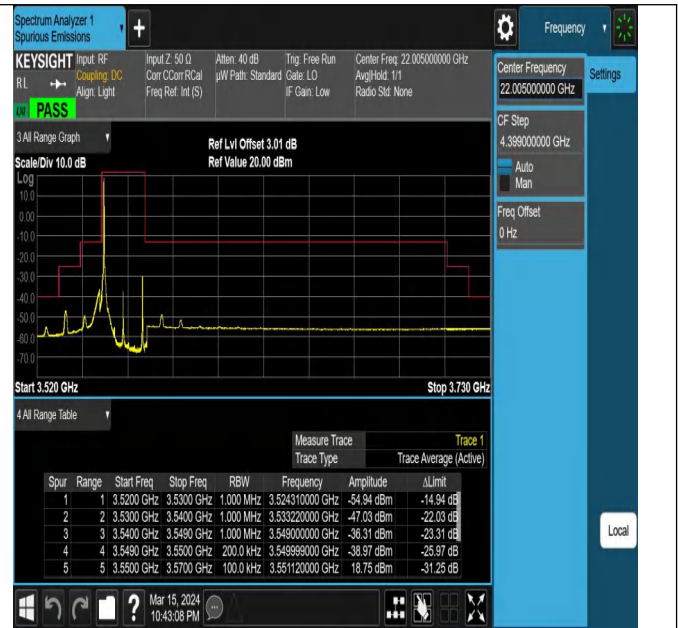 Spectrum Analyzer 1
Spurious Emissions
+
Frequency
KEYSIGHT
RL
Input: RF
Coupling: DC
Align: Light
Input Z: 50 Ω
Corr CCorr RCal
Freq Ref: Int (S)
Atten: 40 dB
µW Path: Standard
Trig: Free Run
Gate: LO
IF Gain: Low
Center Freq: 22.005000000 GHz
Avg|Hold: 1/1
Radio Std: None
PASS
Center Frequency
22.005000000 GHz
Settings
CF Step
4.399000000 GHz
Auto
Man
Freq Offset
0 Hz
3 All Range Graph
Scale/Div 10.0 dB
Ref Lvl Offset 3.01 dB
Ref Value 20.00 dBm
Log
10.0
0.00
-10.0
-20.0
-30.0
-40.0
-50.0
-60.0
-70.0
Start 3.520 GHz
Stop 3.730 GHz
4 All Range Table
Measure Trace Trace 1
Trace Type Trace Average (Active)
Spur Range Start Freq Stop Freq RBW Frequency Amplitude ΔLimit
1 1 3.5200 GHz 3.5300 GHz 1.000 MHz 3.524310000 GHz -54.94 dBm -14.94 dB
2 2 3.5300 GHz 3.5400 GHz 1.000 MHz 3.533220000 GHz -47.03 dBm -22.03 dB
3 3 3.5400 GHz 3.5490 GHz 1.000 MHz 3.549000000 GHz -36.31 dBm -23.31 dB
4 4 3.5490 GHz 3.5500 GHz 200.0 kHz 3.549999000 GHz -38.97 dBm -25.97 dB
5 5 3.5500 GHz 3.5700 GHz 100.0 kHz 3.551120000 GHz 18.75 dBm -31.25 dB
Local
?
Mar 15, 2024
10:43:08 PM